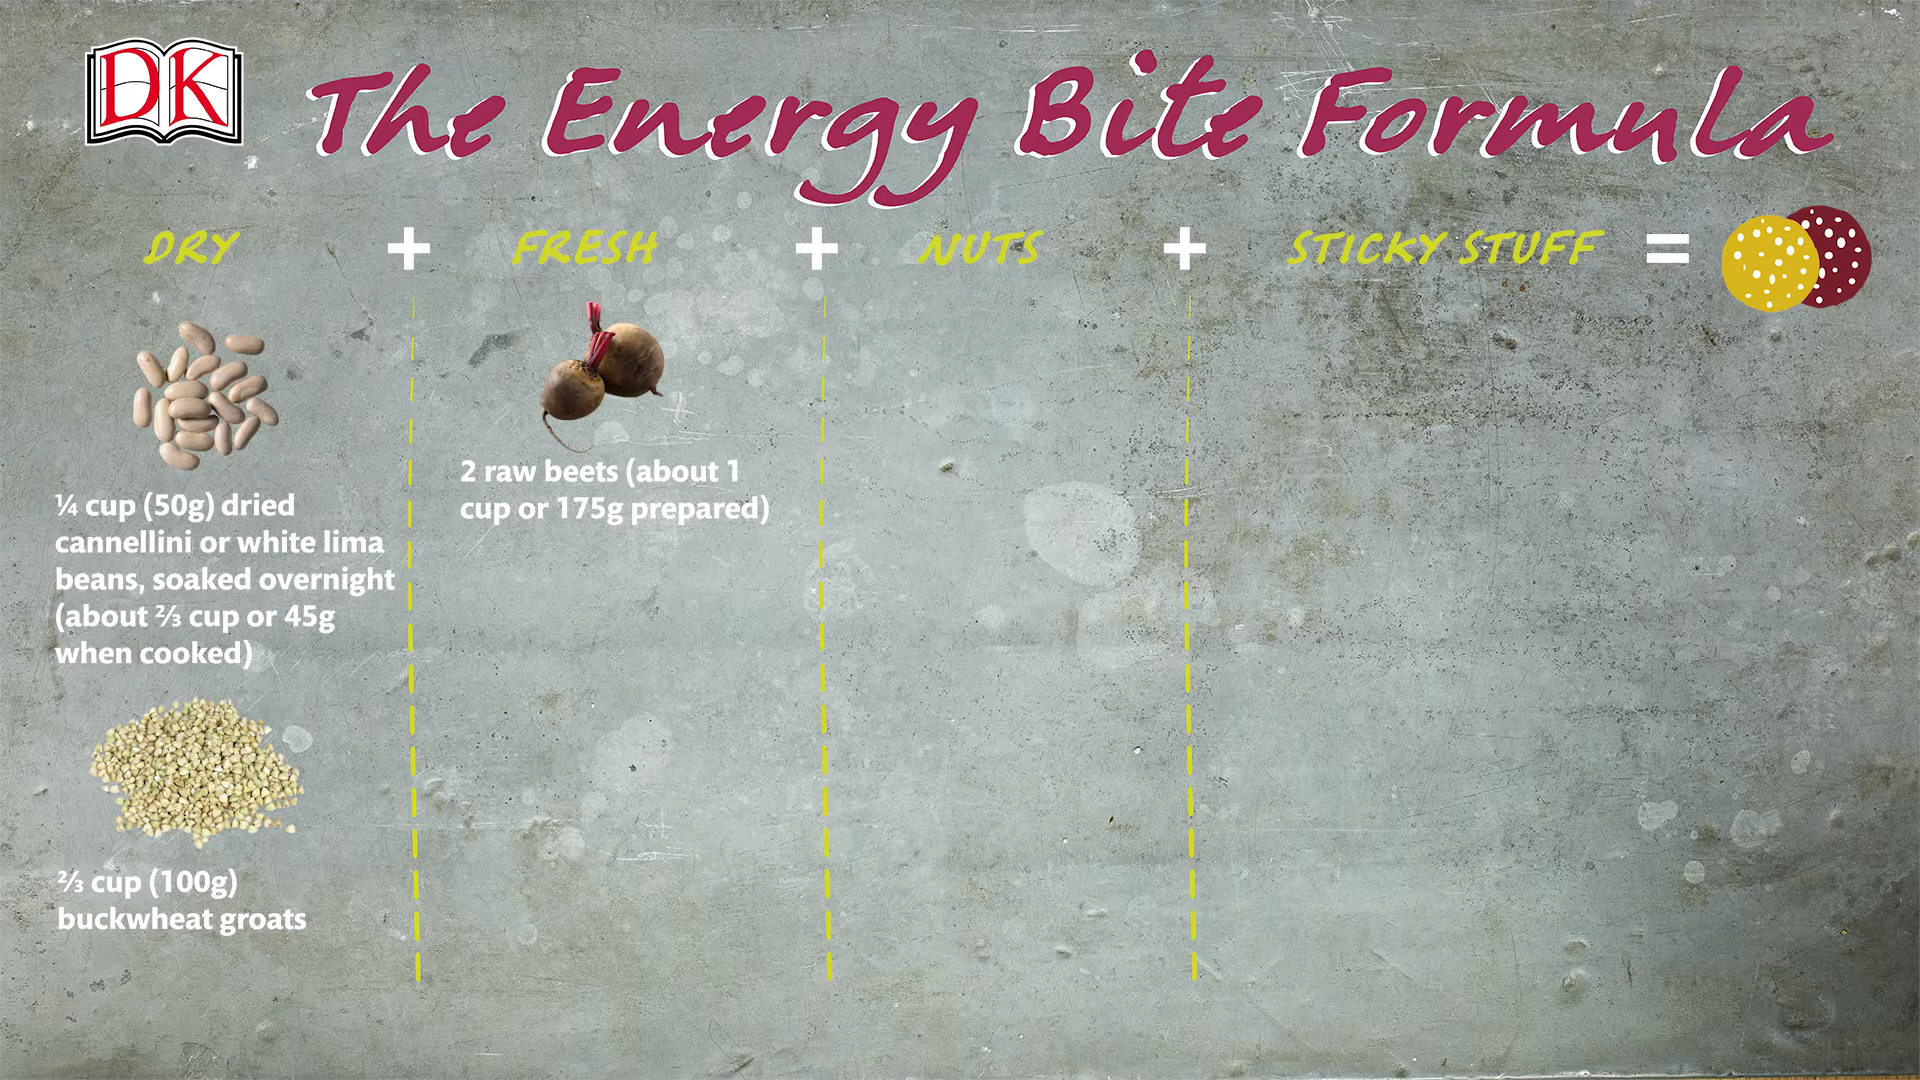 DK
The Energy Bite Formula
DRY + FRESH + NUTS + STICKY STUFF =
¼ cup (50g) dried
cannellini or white lima
beans, soaked overnight
(about ⅔ cup or 45g
when cooked)
⅔ cup (100g)
buckwheat groats
2 raw beets (about 1
cup or 175g prepared)